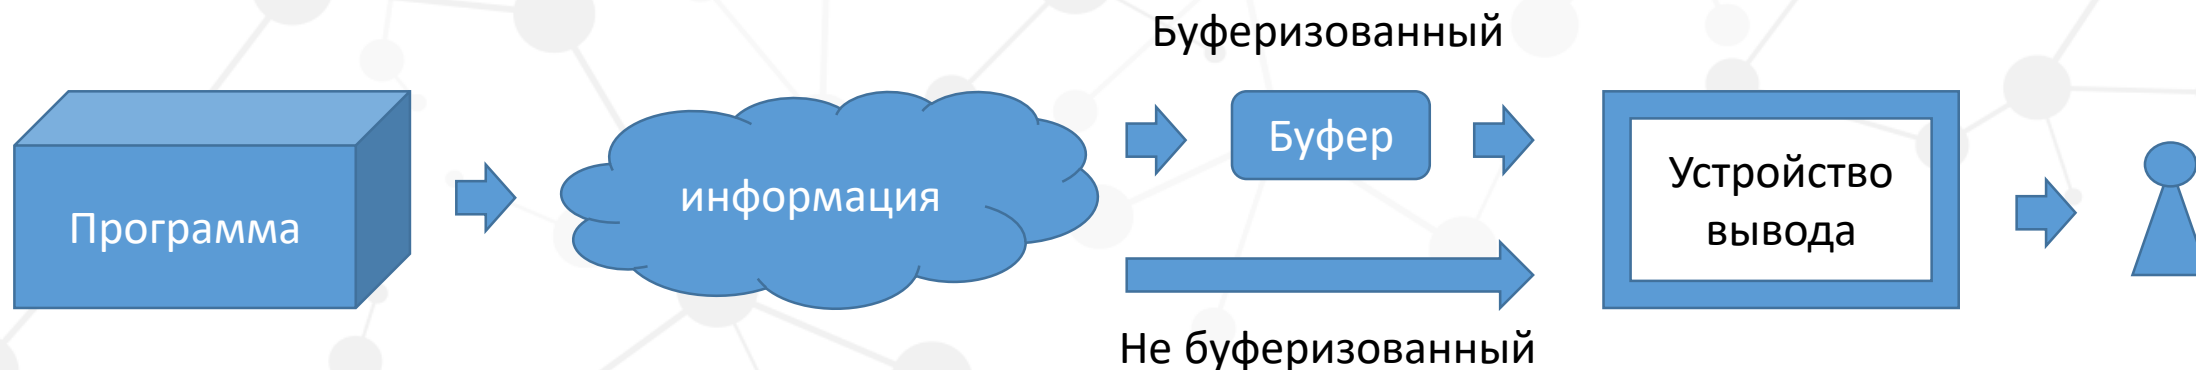 Буферизованный
Программа
информация
Буфер
Устройство
вывода
Не буферизованный